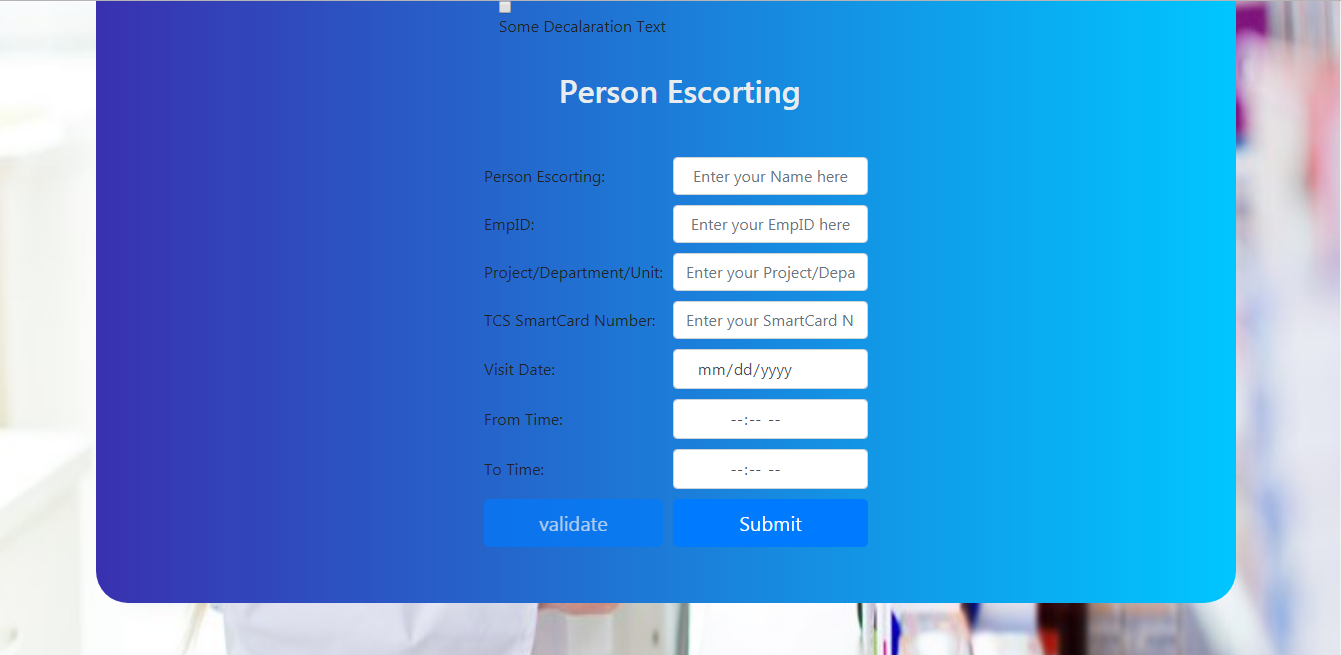 Some Decalaration Text
Person Escorting
Person Escorting: Enter your Name here
EmpID: Enter your EmpID here
Project/Department/Unit: Enter your Project/Depa
TCS SmartCard Number: Enter your SmartCard N
Visit Date: mm/dd/yyyy
From Time: --:-- --
To Time: --:-- --
validate Submit